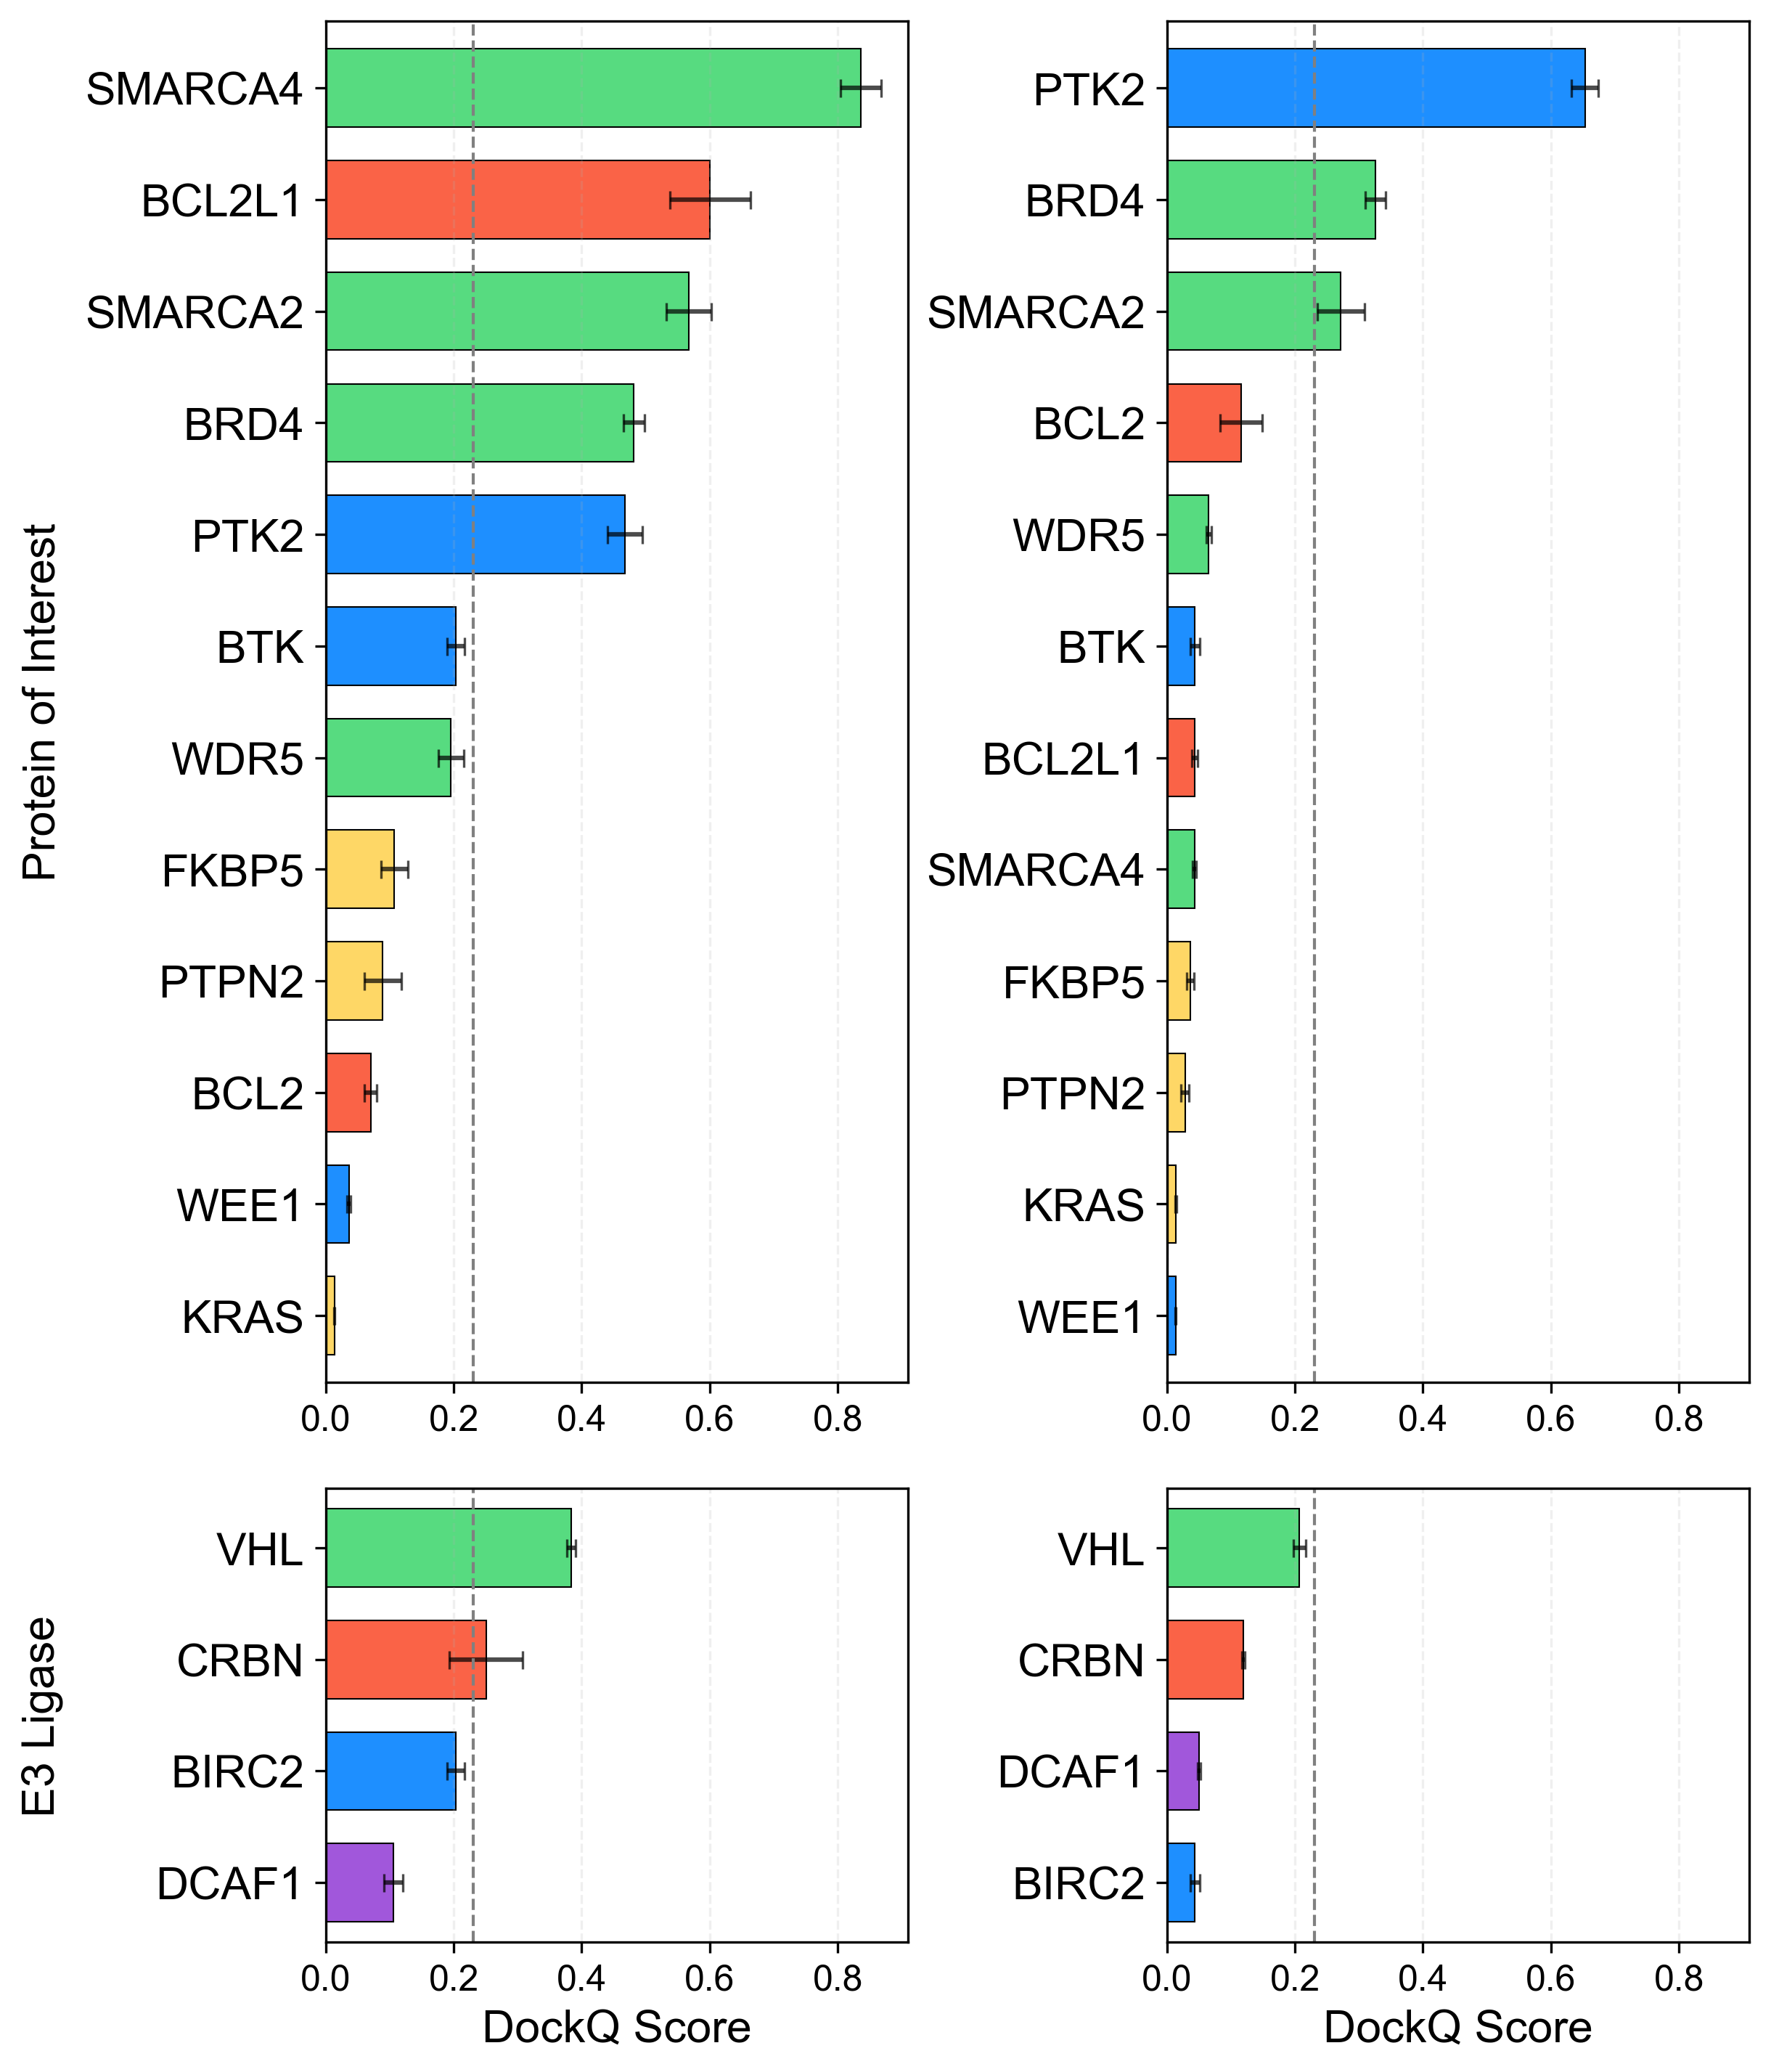 Protein of Interest
SMARCA4
BCL2L1
SMARCA2
BRD4
PTK2
BTK
WDR5
FKBP5
PTPN2
BCL2
WEE1
KRAS
0.0 0.2 0.4 0.6 0.8
PTK2
BRD4
SMARCA2
BCL2
WDR5
BTK
BCL2L1
SMARCA4
FKBP5
PTPN2
KRAS
WEE1
0.0 0.2 0.4 0.6 0.8
E3 Ligase
VHL
CRBN
BIRC2
DCAF1
0.0 0.2 0.4 0.6 0.8
DockQ Score
VHL
CRBN
DCAF1
BIRC2
0.0 0.2 0.4 0.6 0.8
DockQ Score